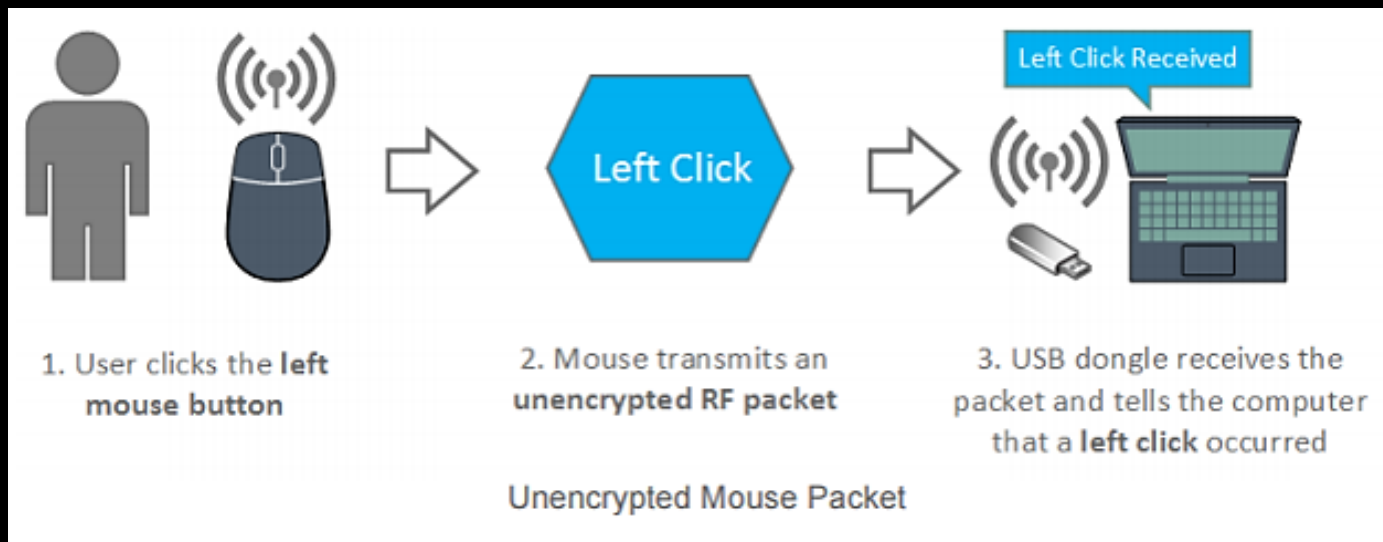 Left Click Received
Left Click
1. User clicks the left
mouse button
2. Mouse transmits an
unencrypted RF packet
3. USB dongle receives the
packet and tells the computer
that a left click occurred
Unencrypted Mouse Packet